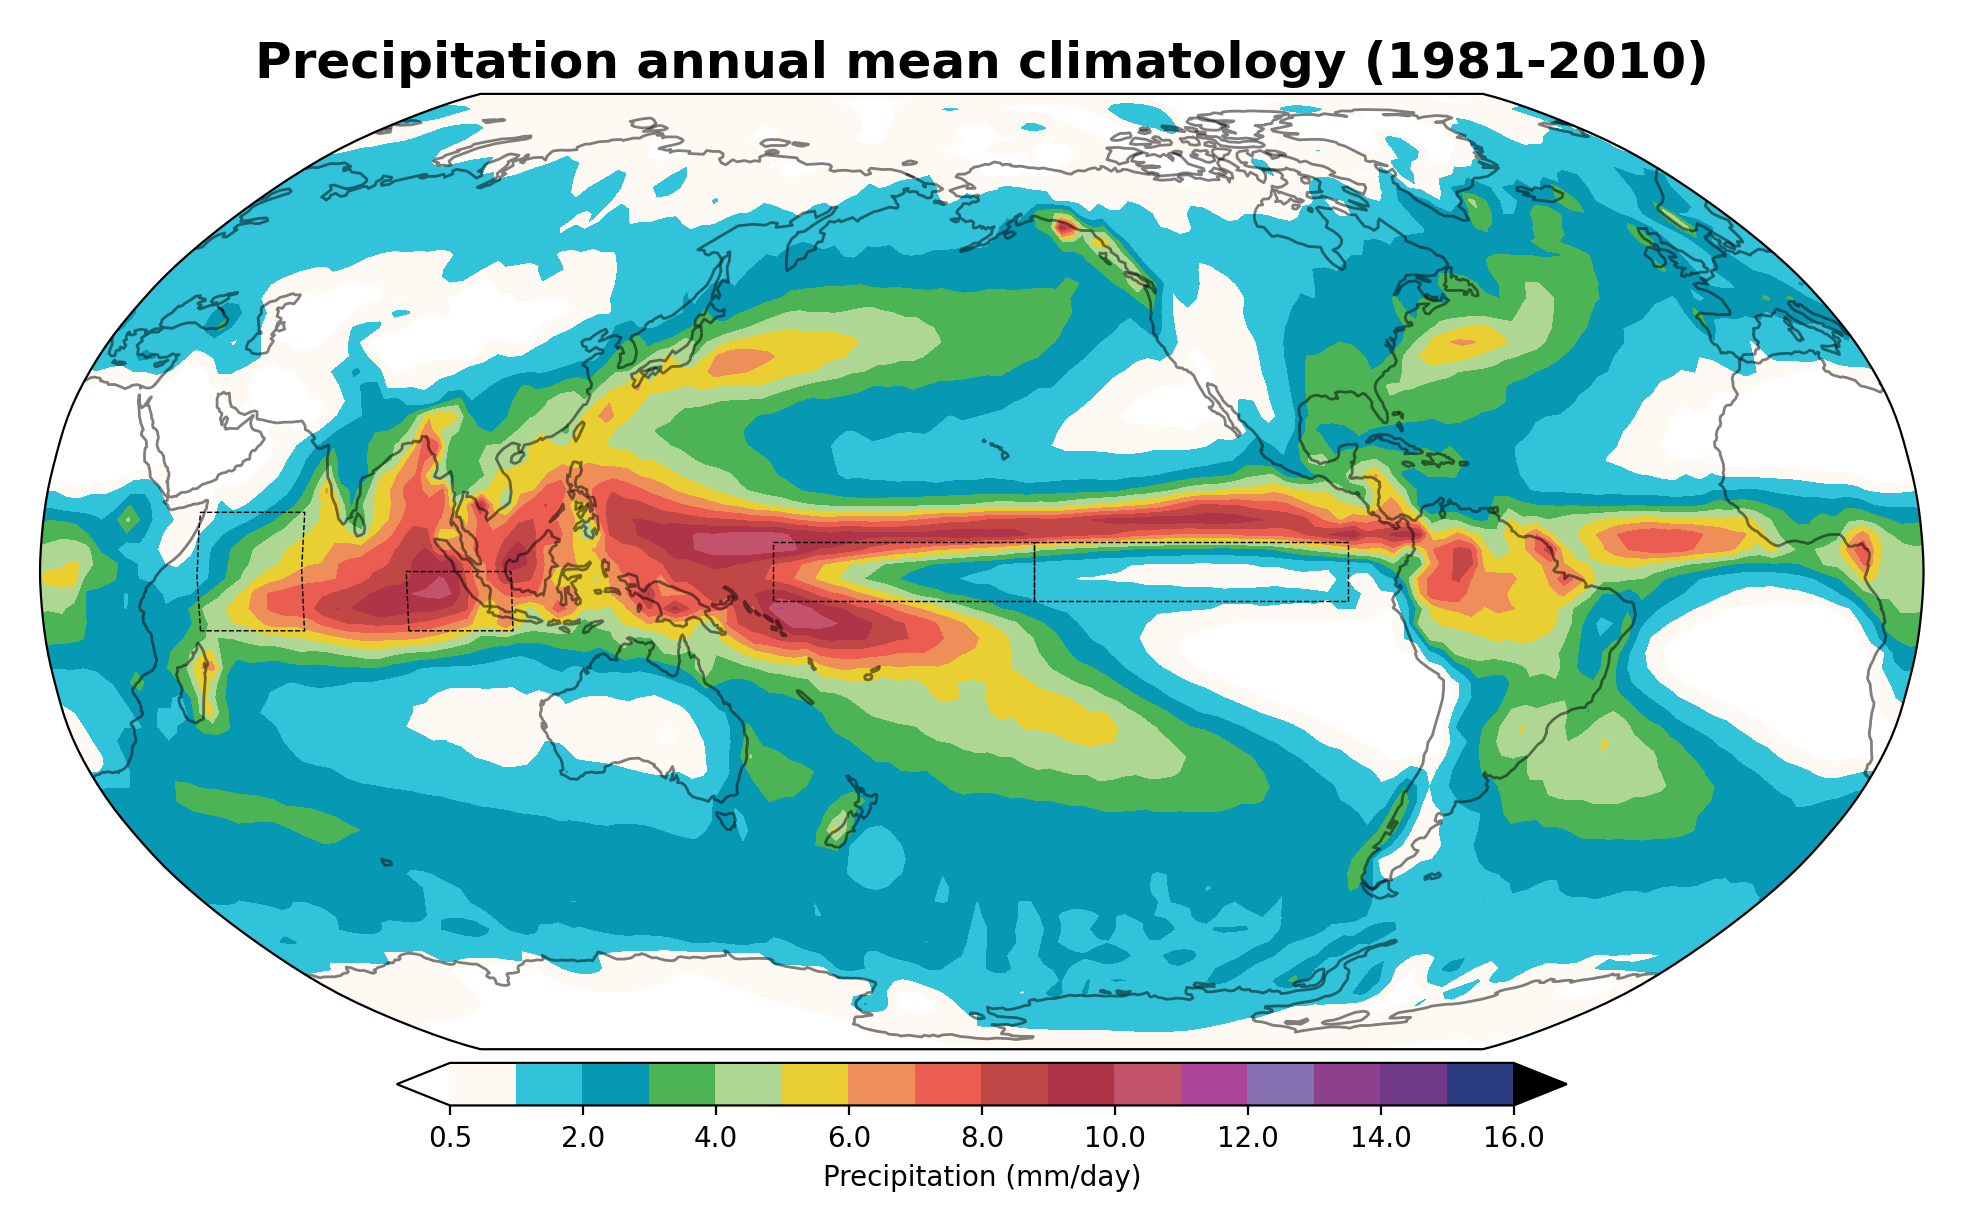 Precipitation annual mean climatology (1981-2010)
0.5 2.0 4.0 6.0 8.0 10.0 12.0 14.0 16.0
Precipitation (mm/day)